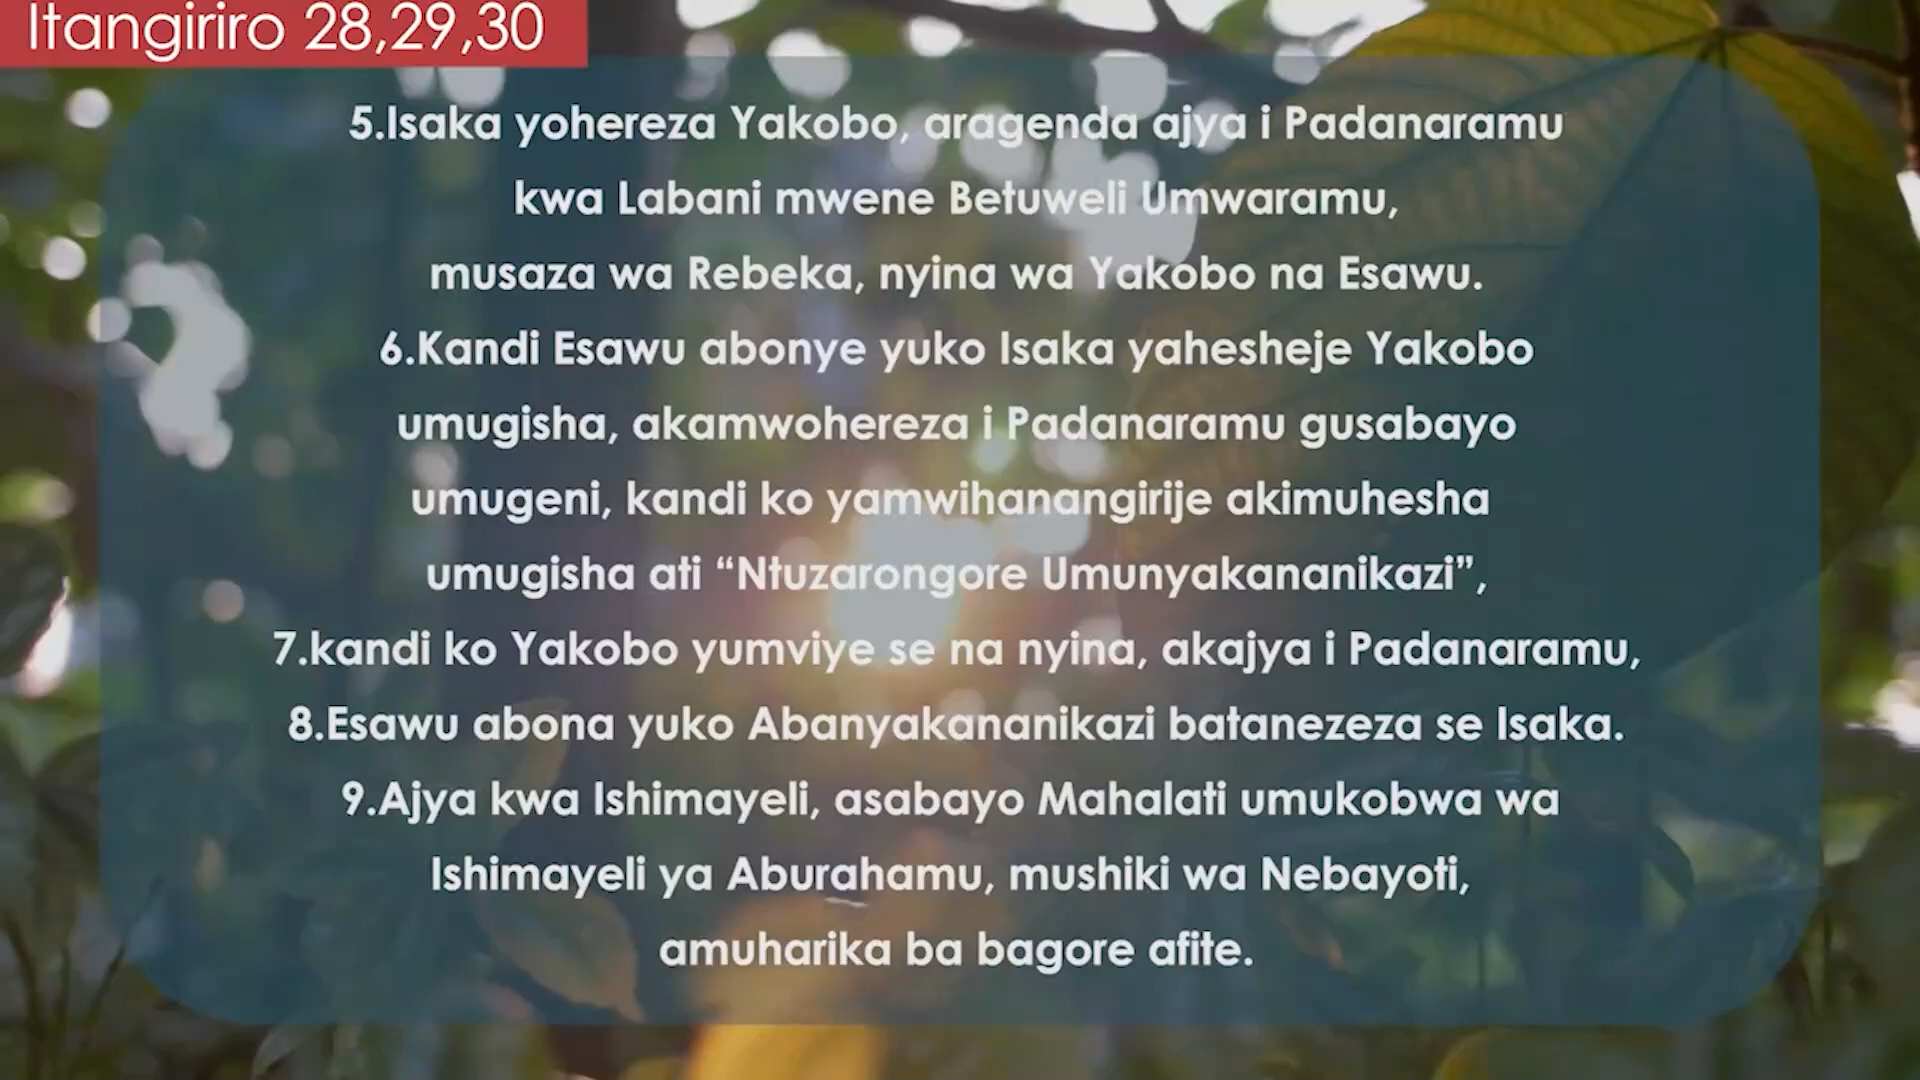 Itangiriro 28,29,30
5.Isaka yohereza Yakobo, aragenda ajya i Padanaramu
kwa Labani mwene Betuweli Umwaramu,
musaza wa Rebeka, nyina wa Yakobo na Esawu.
6.Kandi Esawu abonye yuko Isaka yahesheje Yakobo
umugisha, akamwohereza i Padanaramu gusabayo
umugeni, kandi ko yamwihanangirije akimuhesha
umugisha ati “Ntuzarongore Umunyakananikazi”,
7.kandi ko Yakobo yumviye se na nyina, akajya i Padanaramu,
8.Esawu abona yuko Abanyakananikazi batanezeza se Isaka.
9.Ajya kwa Ishimayeli, asabayo Mahalati umukobwa wa
Ishimayeli ya Aburahamu, mushiki wa Nebayoti,
amuharika ba bagore afite.